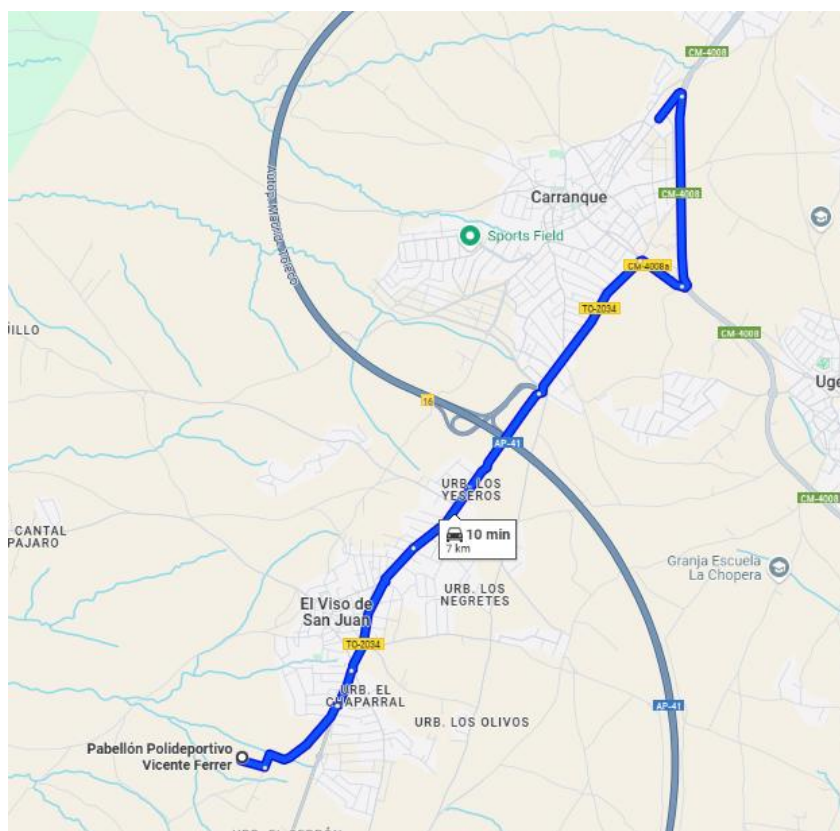 CM-4008
CM-4008
Carranque
Sports Field
CM-4008a
TO-2034
CM-4008
Uge
16
AP-41
URB. LOS
YESEROS
CANTAL
PAJARO
10 min
7 km
CM-4008
Granja Escuela
La Chopera
URB. LOS
NEGRETES
El Viso de
San Juan
TO-2034
URB. EL
CHAPARRAL
AP-41
URB. LOS OLIVOS
Pabellón Polideportivo
Vicente Ferrer